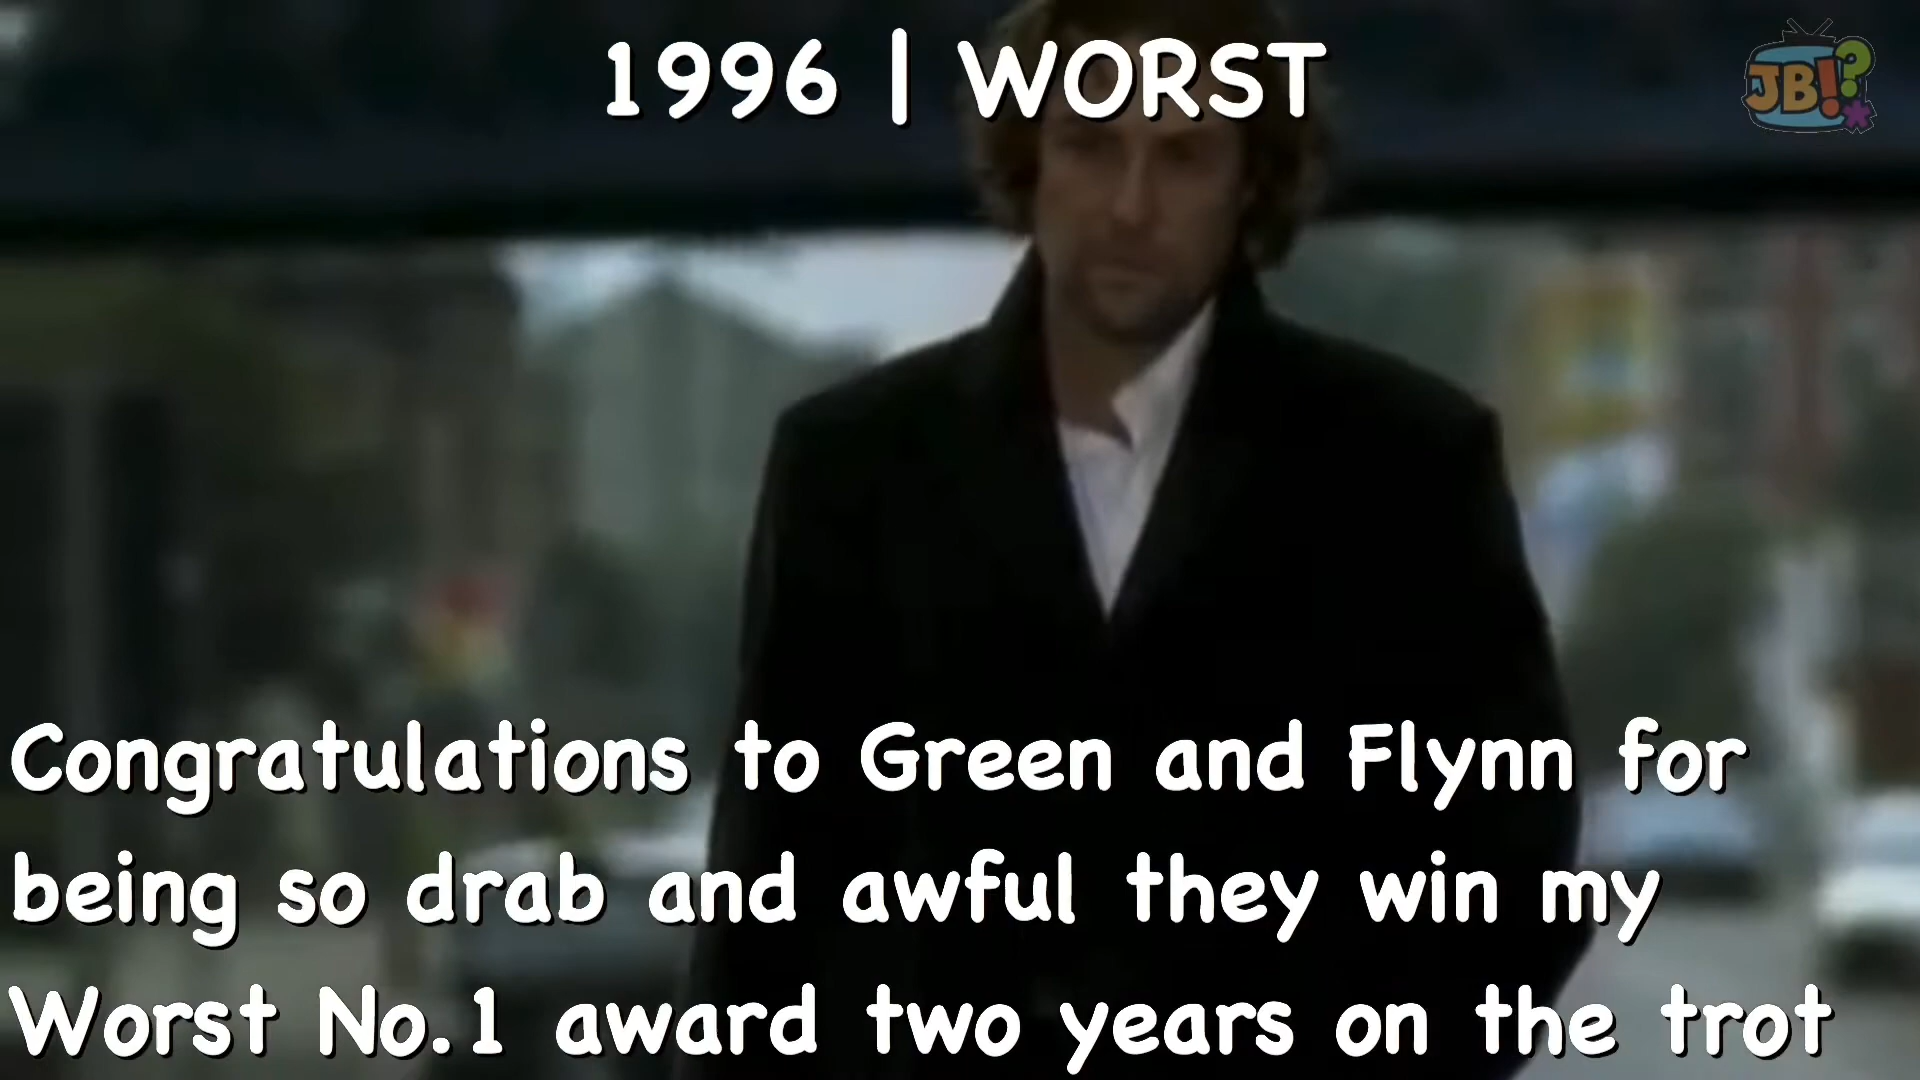 1996 | WORST
JB!?*
Congratulations to Green and Flynn for
being so drab and awful they win my
Worst No.1 award two years on the trot